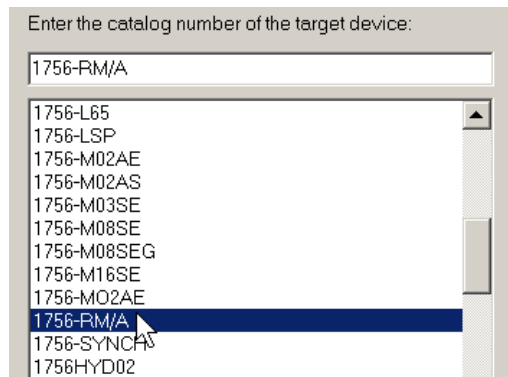 Enter the catalog number of the target device:
1756-RM/A
1756-L65
1756-LSP
1756-M02AE
1756-M02AS
1756-M03SE
1756-M08SE
1756-M08SEG
1756-M16SE
1756-MO2AE
1756-RM/A
1756-SYNCH
1756HYD02